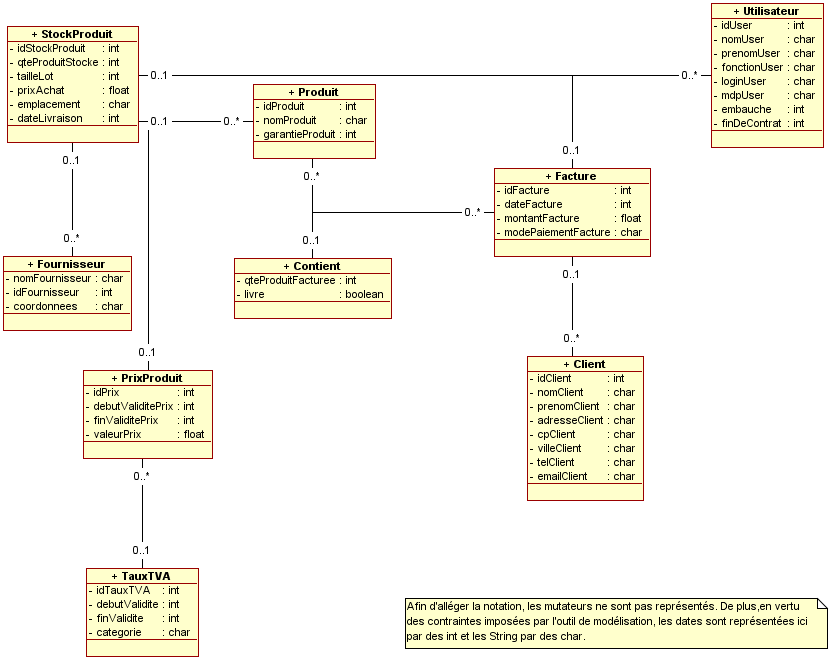 + StockProduit
- idStockProduit : int
- qteProduitStocke : int
- tailleLot : int
- prixAchat : float
- emplacement : char
- dateLivraison : int
+ Utilisateur
- idUser : int
- nomUser : char
- prenomUser : char
- fonctionUser : char
- loginUser : char
- mdpUser : char
- embauche : int
- finDeContrat : int
0..1
0..*
+ Produit
- idProduit : int
- nomProduit : char
- garantieProduit : int
0..1
0..*
0..1
0..1
+ Facture
- idFacture : int
- dateFacture : int
- montantFacture : float
- modePaiementFacture : char
0..*
0..*
0..*
0..1
+ Fournisseur
- nomFournisseur : char
- idFournisseur : int
- coordonnees : char
+ Contient
- qteProduitFacturee : int
- livre : boolean
0..1
0..*
0..1
+ PrixProduit
- idPrix : int
- debutValiditePrix : int
- finValiditePrix : int
- valeurPrix : float
+ Client
- idClient : int
- nomClient : char
- prenomClient : char
- adresseClient : char
- cpClient : char
- villeClient : char
- telClient : char
- emailClient : char
0..*
0..1
+ TauxTVA
- idTauxTVA : int
- debutValidite : int
- finValidite : int
- categorie : char
Afin d'alléger la notation, les mutateurs ne sont pas représentés. De plus,en vertu
des contraintes imposées par l'outil de modélisation, les dates sont représentées ici
par des int et les String par des char.